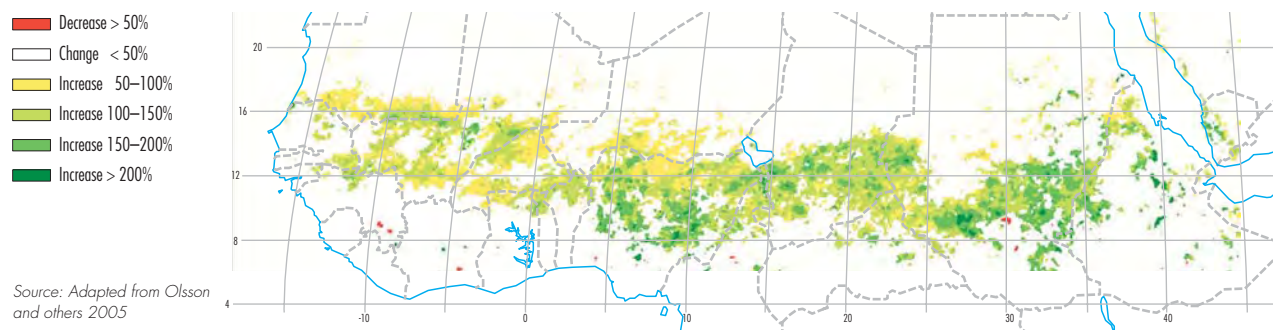 Decrease > 50%
Change < 50%
Increase 50–100%
Increase 100–150%
Increase 150–200%
Increase > 200%
Source: Adapted from Olsson
and others 2005
20
16
12
8
4
-10
0
10
20
30
40